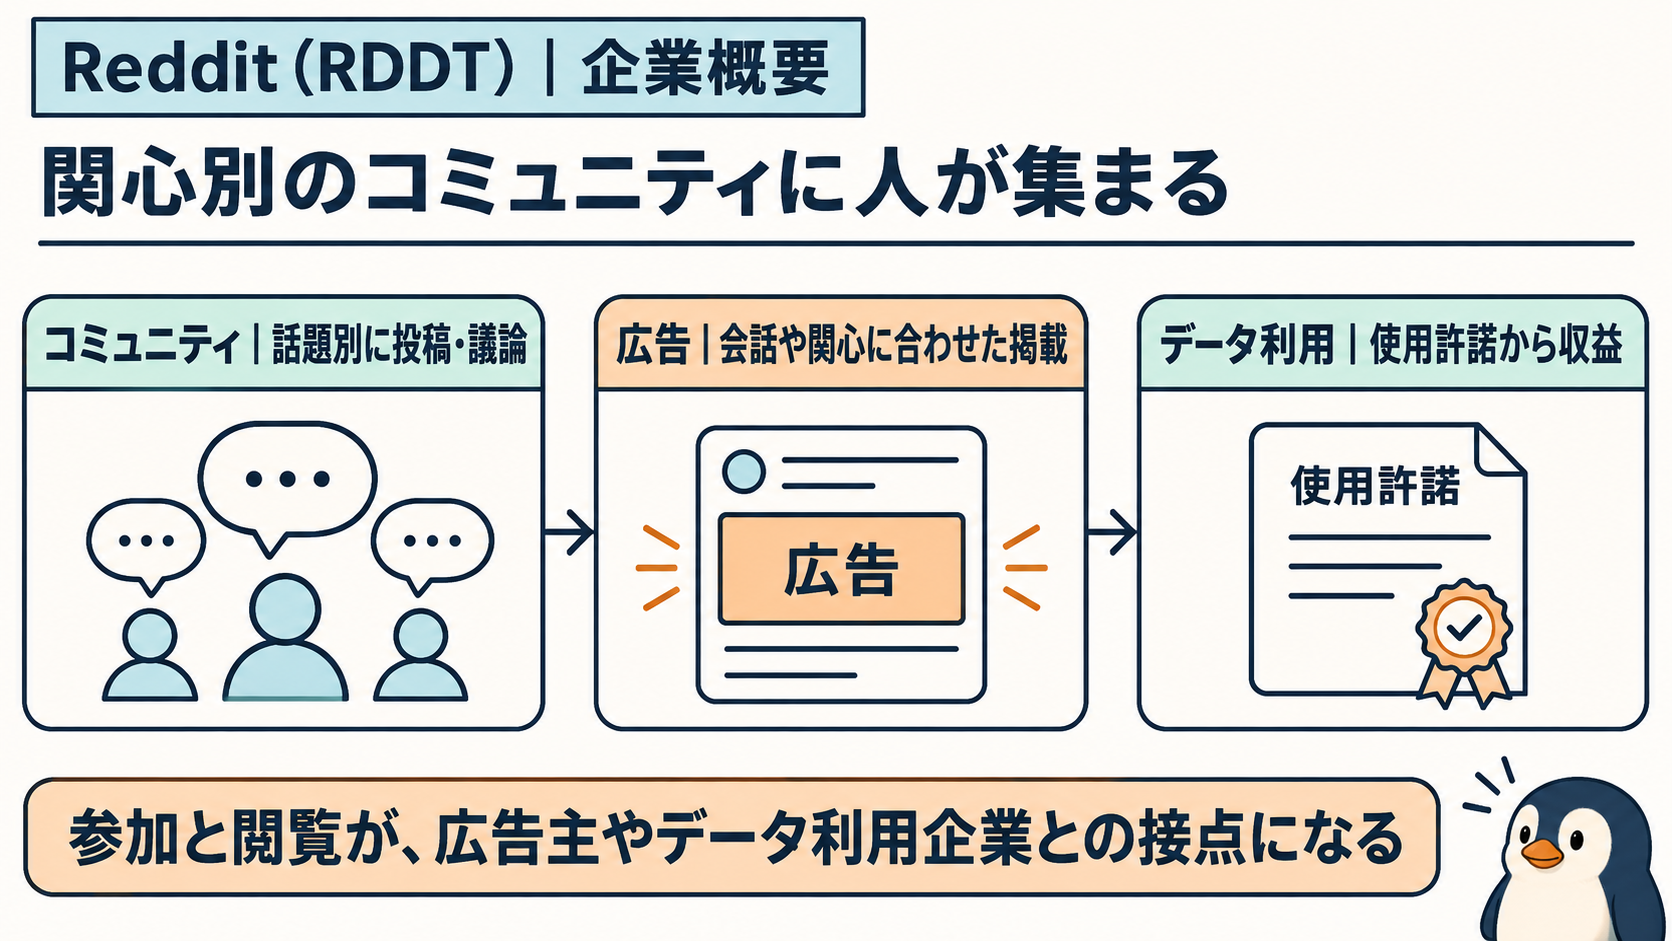 Reddit（RDDT）｜企業概要
関心別のコミュニティに人が集まる
コミュニティ｜話題別に投稿・議論
広告｜会話や関心に合わせた掲載
広告
データ利用｜使用許諾から収益
使用許諾
参加と閲覧が、広告主やデータ利用企業との接点になる